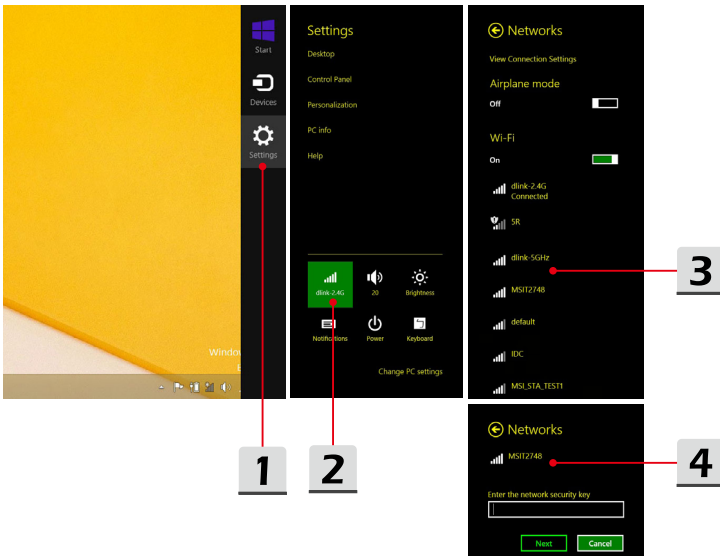 Start
Devices
Settings
Windo
1
Settings
Desktop
Control Panel
Personalization
PC info
Help
dlink-2.4G
20
Brightness
Notifications
Power
Keyboard
Change PC settings
2
Networks
View Connection Settings
Airplane mode
Off
Wi-Fi
On
dlink-2.4G
Connected
5R
dlink-5GHz
MSIT2748
default
IDC
MSI_STA_TEST1
3
Networks
MSIT2748
Enter the network security key
Next
Cancel
4